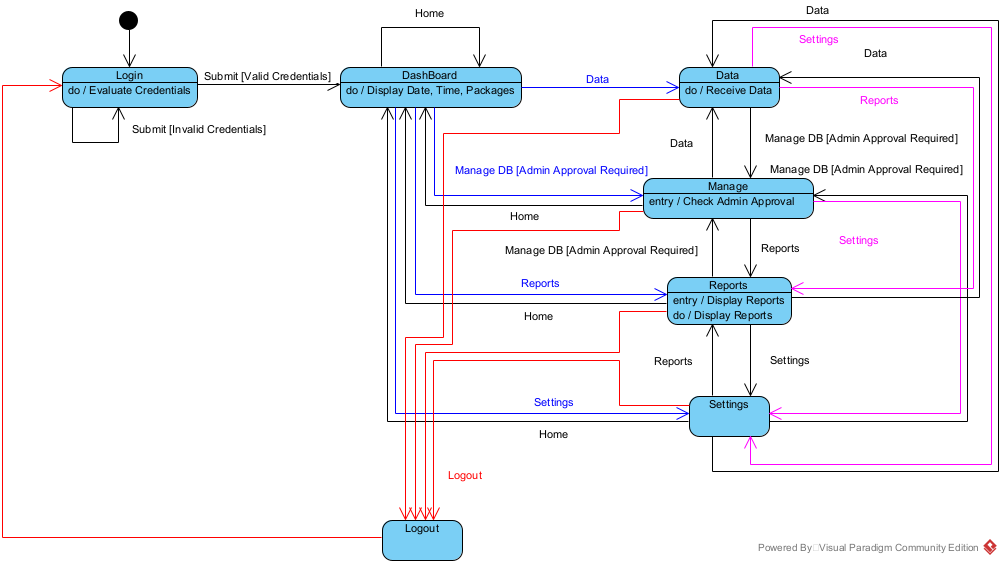 Data
Home
Settings
Data
Login
do / Evaluate Credentials
Submit [Valid Credentials]
DashBoard
do / Display Date, Time, Packages
Data
Data
do / Receive Data
Reports
Submit [Invalid Credentials]
Data
Manage DB [Admin Approval Required]
Manage DB [Admin Approval Required]
Manage DB [Admin Approval Required]
Manage
entry / Check Admin Approval
Home
Settings
Manage DB [Admin Approval Required]
Reports
Reports
Reports
entry / Display Reports
do / Display Reports
Home
Reports
Settings
Settings
Settings
Home
Logout
Logout
Powered By Visual Paradigm Community Edition